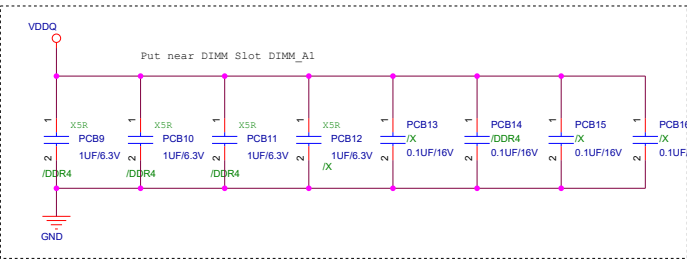 VDDQ
Put near DIMM Slot DIMM_A1
1 X5R PCB9 1UF/6.3V 2 /DDR4
1 X5R PCB10 1UF/6.3V 2 /DDR4
1 X5R PCB11 1UF/6.3V 2 /DDR4
1 X5R PCB12 1UF/6.3V 2 /X
1 PCB13 /X 0.1UF/16V 2
1 PCB14 /DDR4 0.1UF/16V 2
1 PCB15 /X 0.1UF/16V 2
1 PCB16 /X 0.1UF/ 2
GND